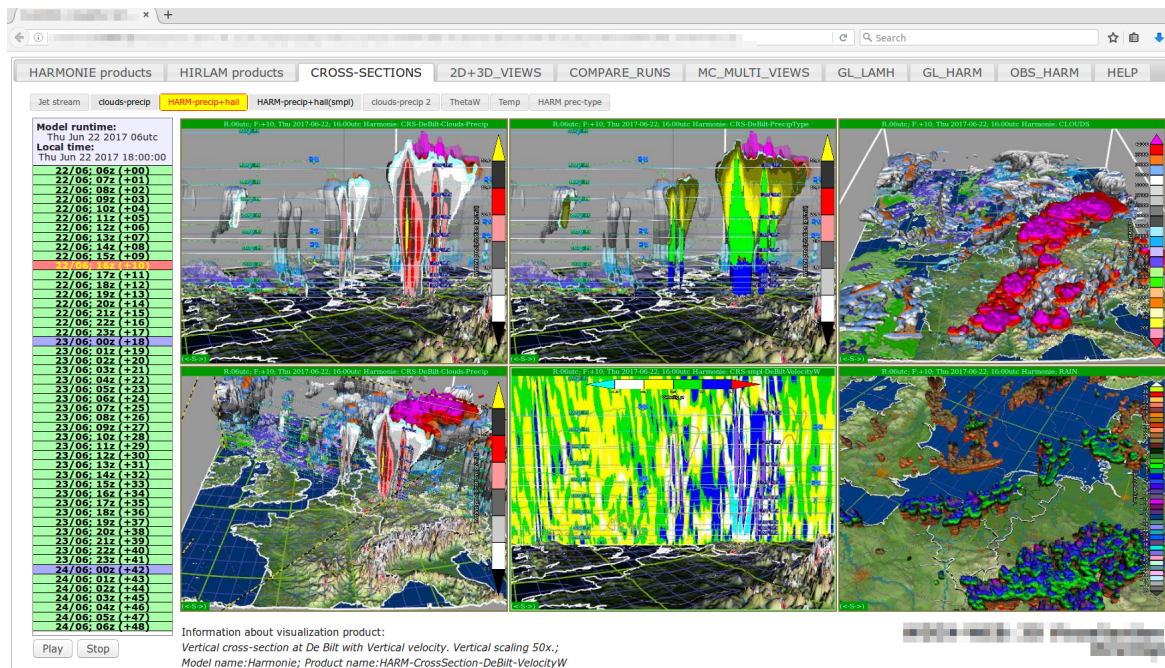 Search
HARMONIE products
HIRLAM products
CROSS-SECTIONS
2D+3D_VIEWS
COMPARE_RUNS
MC_MULTI_VIEWS
GL_LAMH
GL_HARM
OBS_HARM
HELP
Jet stream
clouds-precip
HARM-precip+hail
HARM-precip+hail(smpl)
clouds-precip 2
ThetaW
Temp
HARM prec-type
Model runtime:
Thu Jun 22 2017 06utc
Local time:
Thu Jun 22 2017 18:00:00
22/06; 06z (+00)
22/06; 07z (+01)
22/06; 08z (+02)
22/06; 09z (+03)
22/06; 10z (+04)
22/06; 11z (+05)
22/06; 12z (+06)
22/06; 13z (+07)
22/06; 14z (+08)
22/06; 15z (+09)
22/06; 16z (+10)
22/06; 17z (+11)
22/06; 18z (+12)
22/06; 19z (+13)
22/06; 20z (+14)
22/06; 21z (+15)
22/06; 22z (+16)
22/06; 23z (+17)
23/06; 00z (+18)
23/06; 01z (+19)
23/06; 02z (+20)
23/06; 03z (+21)
23/06; 04z (+22)
23/06; 05z (+23)
23/06; 06z (+24)
23/06; 07z (+25)
23/06; 08z (+26)
23/06; 09z (+27)
23/06; 10z (+28)
23/06; 11z (+29)
23/06; 12z (+30)
23/06; 13z (+31)
23/06; 14z (+32)
23/06; 15z (+33)
23/06; 16z (+34)
23/06; 17z (+35)
23/06; 18z (+36)
23/06; 19z (+37)
23/06; 20z (+38)
23/06; 21z (+39)
23/06; 22z (+40)
23/06; 23z (+41)
24/06; 00z (+42)
24/06; 01z (+43)
24/06; 02z (+44)
24/06; 03z (+45)
24/06; 04z (+46)
24/06; 05z (+47)
24/06; 06z (+48)
Play
Stop
R:06utc; F:+10; Thu 2017-06-22; 16:00utc Harmonie: CRS-DeBilt-Clouds-Precip
(<-S->)
R:06utc; F:+10; Thu 2017-06-22; 16:00utc Harmonie: CRS-DeBilt-PrecipType
(<-S->)
R:06utc; F:+10; Thu 2017-06-22; 16:00utc Harmonie: CLOUDS
(<-S->)
R:06utc; F:+10; Thu 2017-06-22; 16:00utc Harmonie: CRS-DeBilt-Clouds-Precip
(<-S->)
R:06utc; F:+10; Thu 2017-06-22; 16:00utc Harmonie: CRS-smpl-DeBilt-VelocityW
(<-S->)
R:06utc; F:+10; Thu 2017-06-22; 16:00utc Harmonie: RAIN
(<-S->)
Information about visualization product:
Vertical cross-section at De Bilt with Vertical velocity. Vertical scaling 50x.;
Model name:Harmonie; Product name:HARM-CrossSection-DeBilt-VelocityW